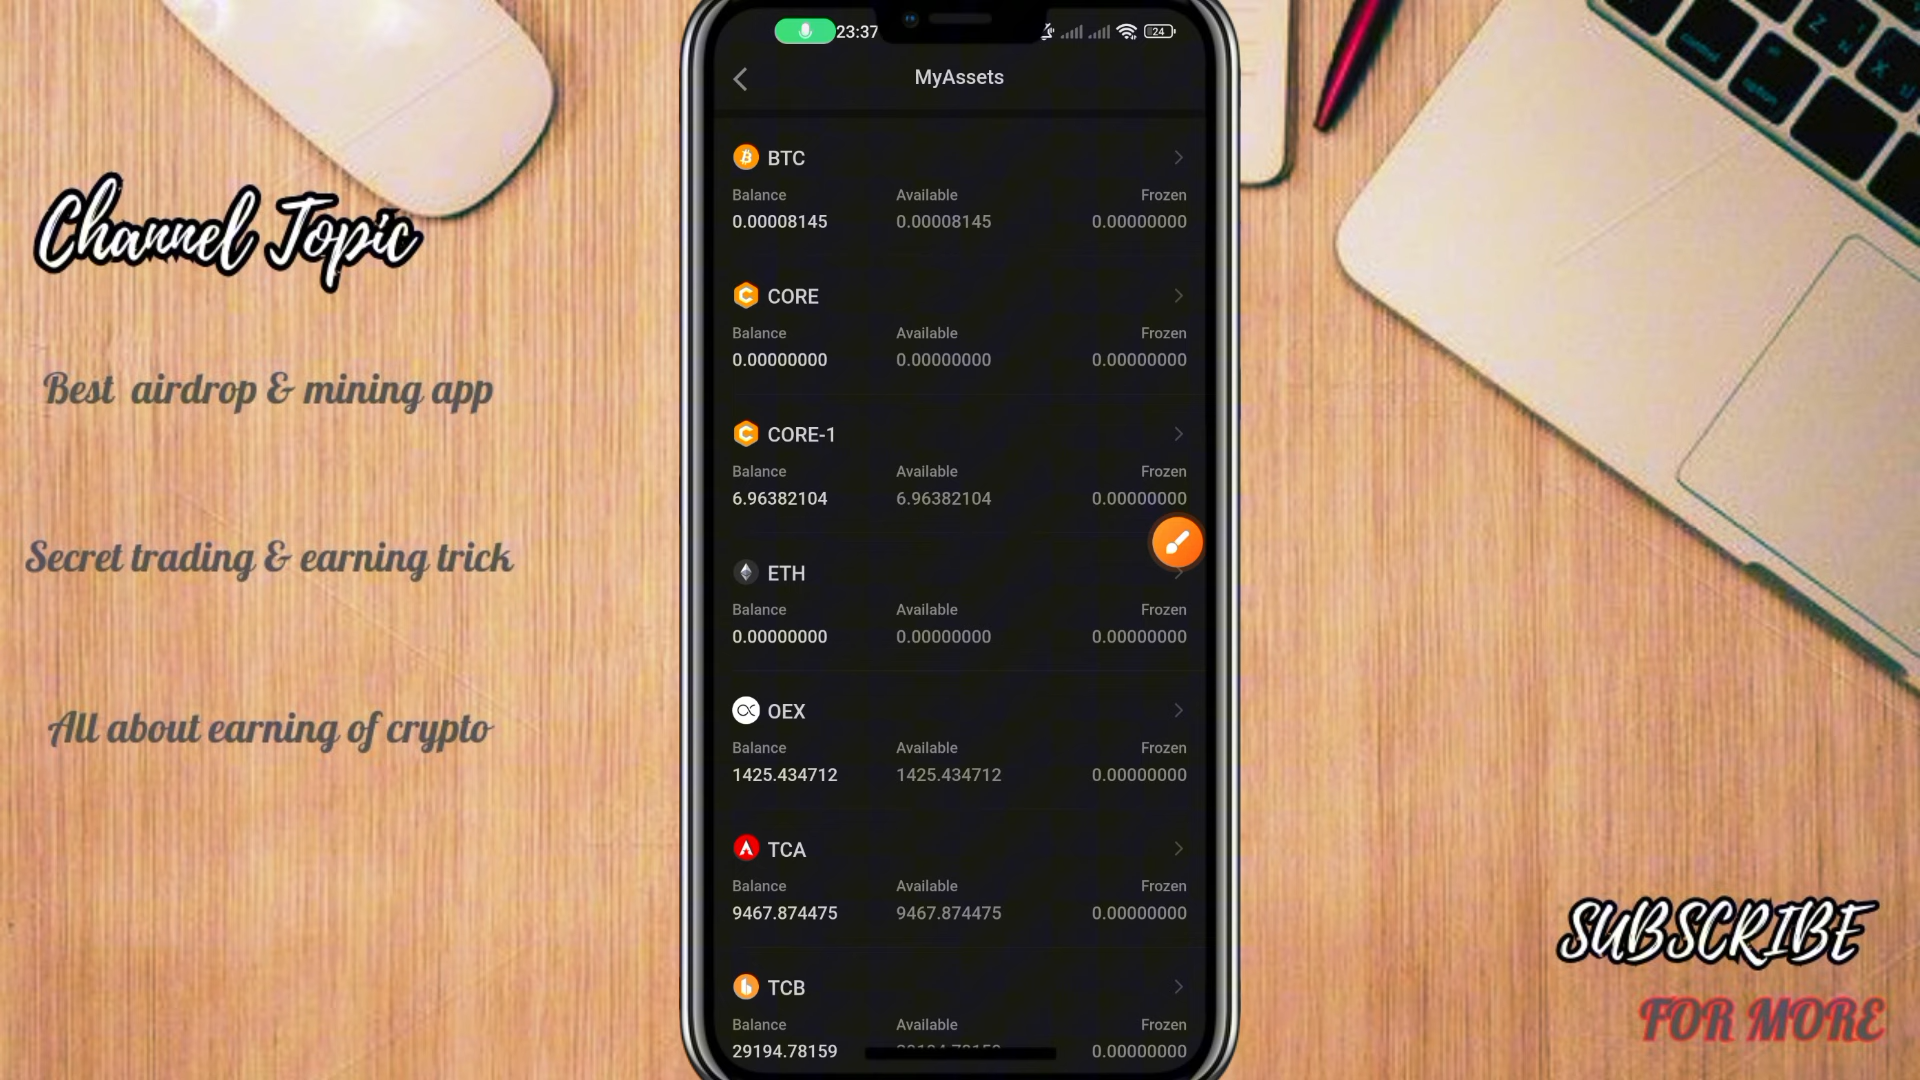 23:37
24
MyAssets
BTC
Balance Available Frozen
0.00008145 0.00008145 0.00000000
CORE
Balance Available Frozen
0.00000000 0.00000000 0.00000000
CORE-1
Balance Available Frozen
6.96382104 6.96382104 0.00000000
ETH
Balance Available Frozen
0.00000000 0.00000000 0.00000000
OEX
Balance Available Frozen
1425.434712 1425.434712 0.00000000
TCA
Balance Available Frozen
9467.874475 9467.874475 0.00000000
TCB
Balance Available Frozen
29194.78159 0.00000000
Channel Topic
Best airdrop & mining app
Secret trading & earning trick
All about earning of crypto
SUBSCRIBE
FOR MORE
control
option
Z
X